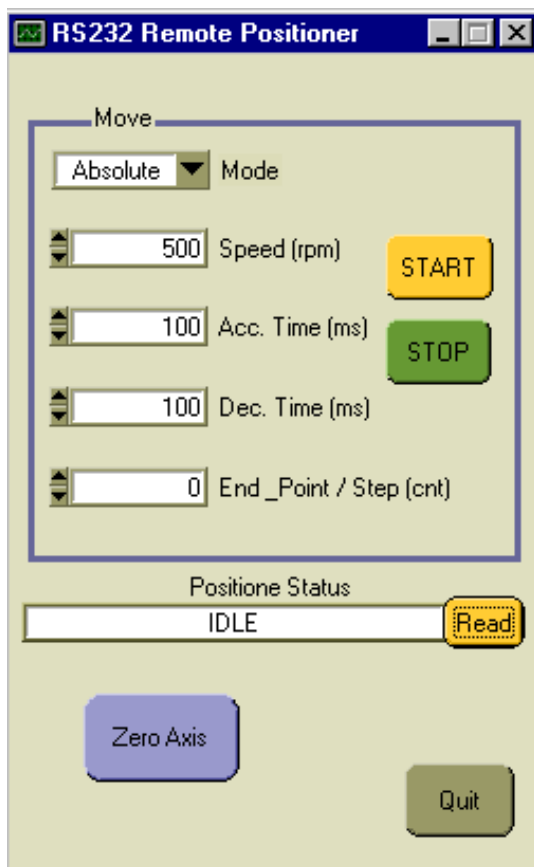 RS232 Remote Positioner
Move
Absolute Mode
500 Speed (rpm)
START
100 Acc. Time (ms)
STOP
100 Dec. Time (ms)
0 End _Point / Step (cnt)
Positione Status
IDLE Read
Zero Axis
Quit